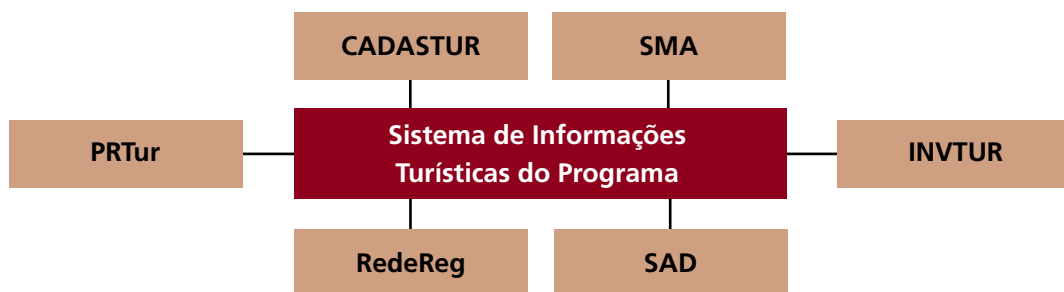 CADASTUR
SMA
PRTur
Sistema de Informações
Turísticas do Programa
INVTUR
RedeReg
SAD